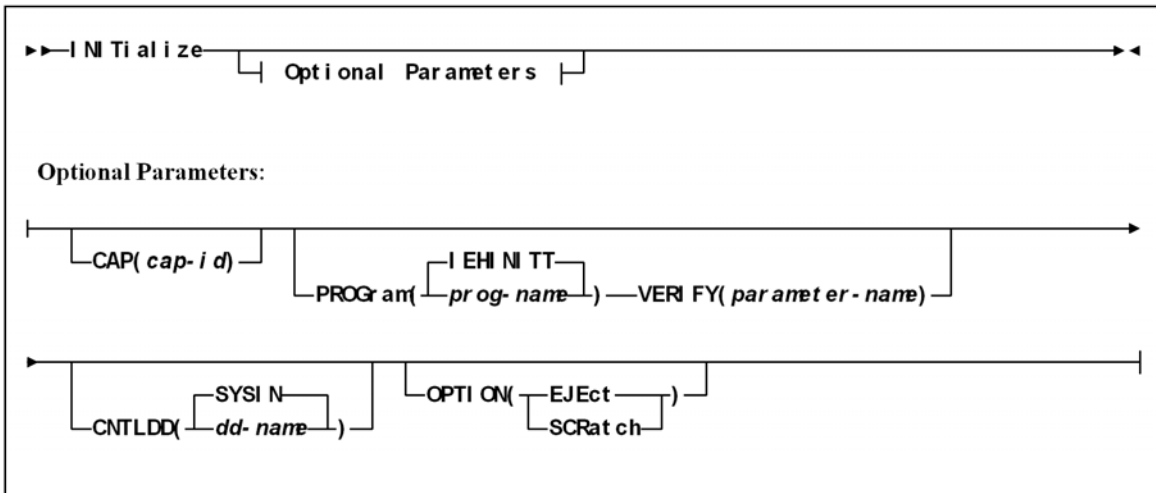 INITialize
Optional Parameters
Optional Parameters:
CAP(cap-id)
IEHINITT
PROGram(prog-name)VERIFY(parameter-name)
SYSIN
CNTLDD(dd-name)
OPTION(EJEct)
SCRatch